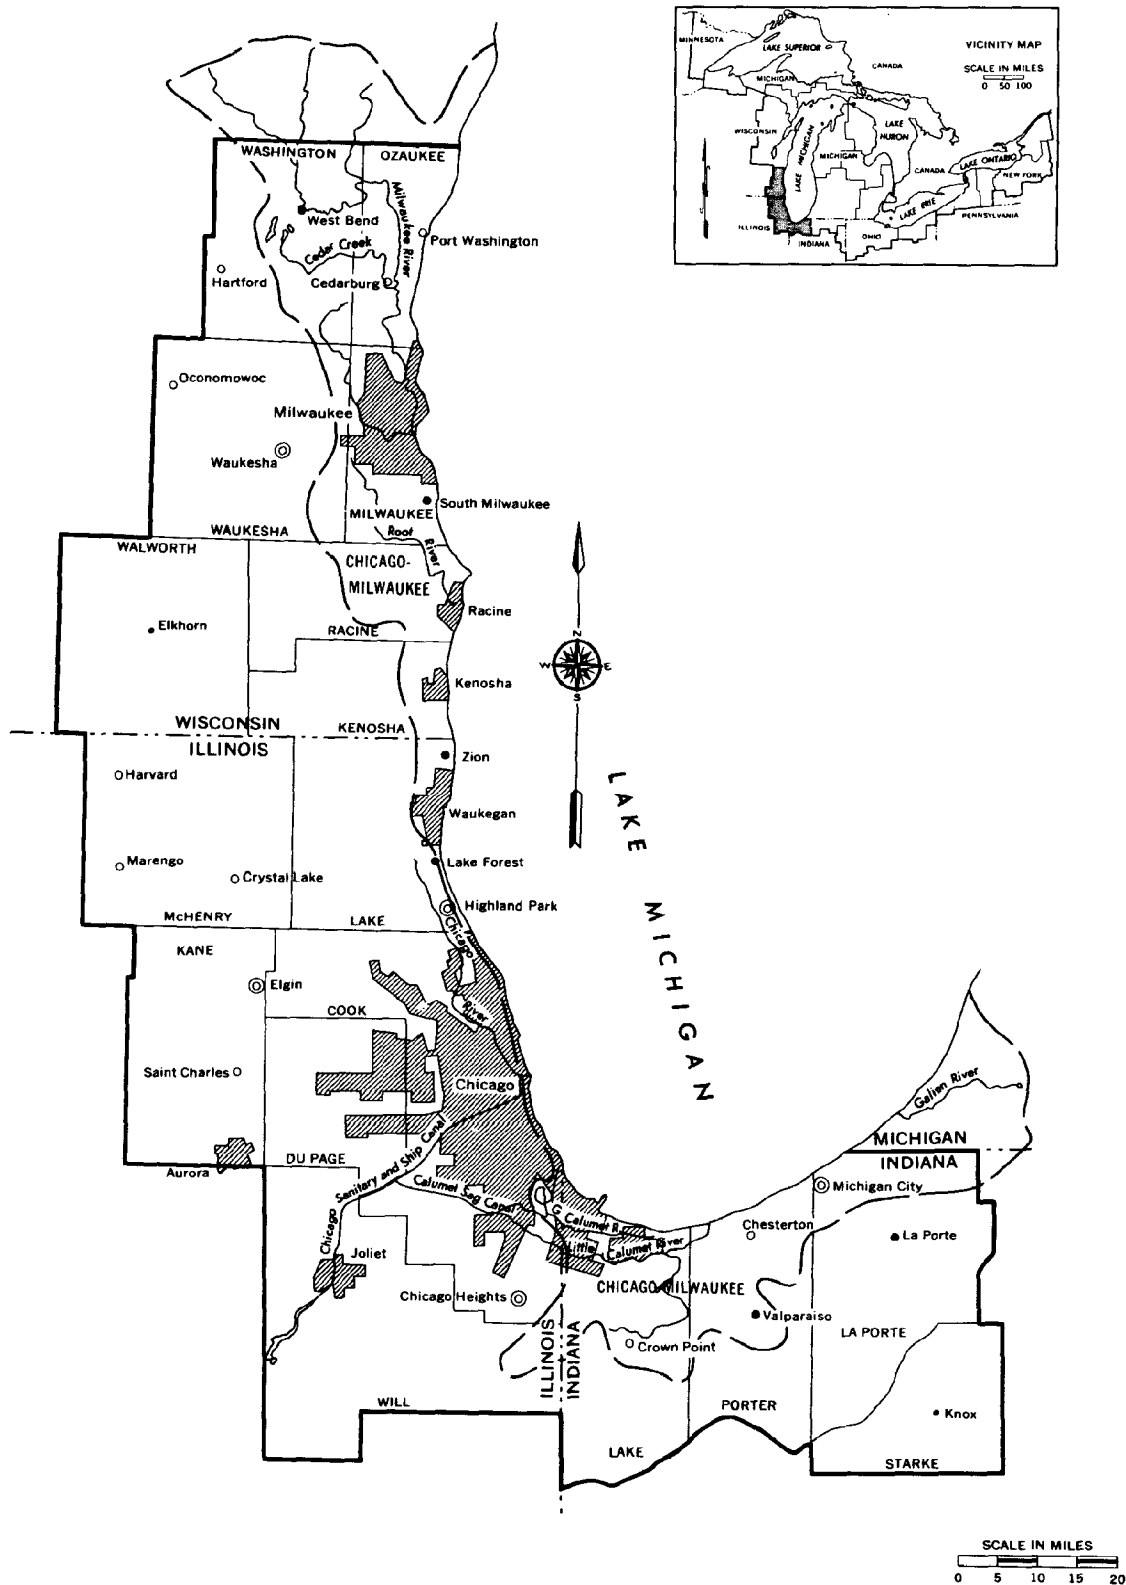 VICINITY MAP
SCALE IN MILES
0 50 100
MINNESOTA
LAKE SUPERIOR
CANADA
MICHIGAN
WISCONSIN
LAKE MICHIGAN
LAKE HURON
MICHIGAN
CANADA
LAKE ONTARIO
NEW YORK
LAKE ERIE
PENNSYLVANIA
ILLINOIS
INDIANA
OHIO
WASHINGTON
OZAUKEE
Milwaukee River
West Bend
Port Washington
Cedar Creek
Hartford
Cedarburg
Oconomowoc
Milwaukee
Waukesha
South Milwaukee
MILWAUKEE
Root River
WAUKESHA
WALWORTH
CHICAGO-
MILWAUKEE
Racine
Elkhorn
RACINE
N
W E
S
Kenosha
WISCONSIN
KENOSHA
ILLINOIS
Zion
Harvard
LAKE MICHIGAN
Waukegan
Marengo
Lake Forest
Crystal Lake
Highland Park
McHENRY
LAKE
Chicago River
KANE
Elgin
COOK
Saint Charles
Chicago
Galien River
MICHIGAN
INDIANA
DU PAGE
Aurora
Chicago Sanitary and Ship Canal
Calumet Sag Canal
Michigan City
G. Calumet R.
Chesterton
La Porte
Little Calumet River
Joliet
CHICAGO-MILWAUKEE
Chicago Heights
Valparaiso
LA PORTE
Crown Point
ILLINOIS
INDIANA
WILL
PORTER
Knox
LAKE
STARKE
SCALE IN MILES
0 5 10 15 20